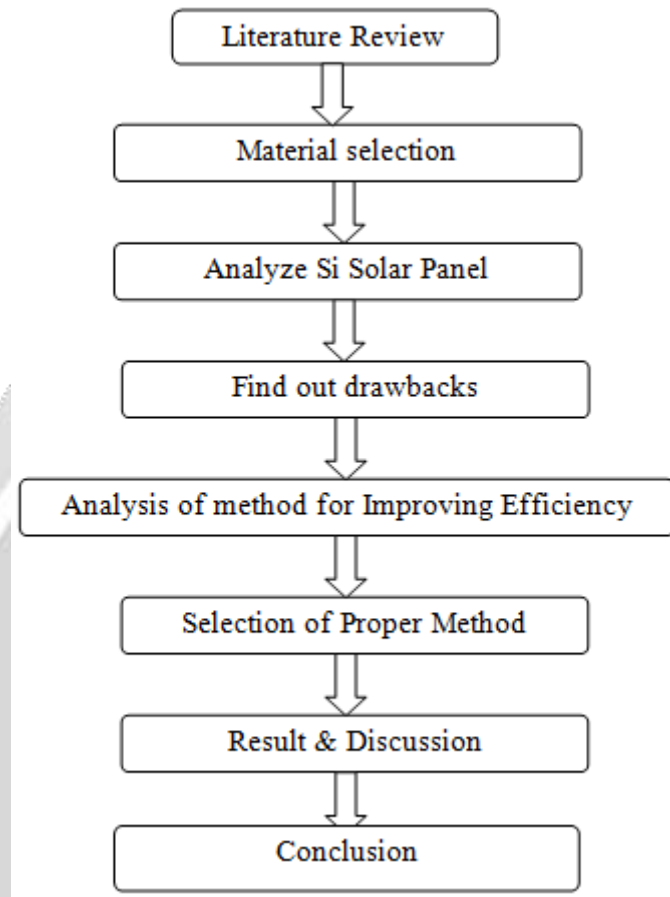 Literature Review
Material selection
Analyze Si Solar Panel
Find out drawbacks
Analysis of method for Improving Efficiency
Selection of Proper Method
Result & Discussion
Conclusion